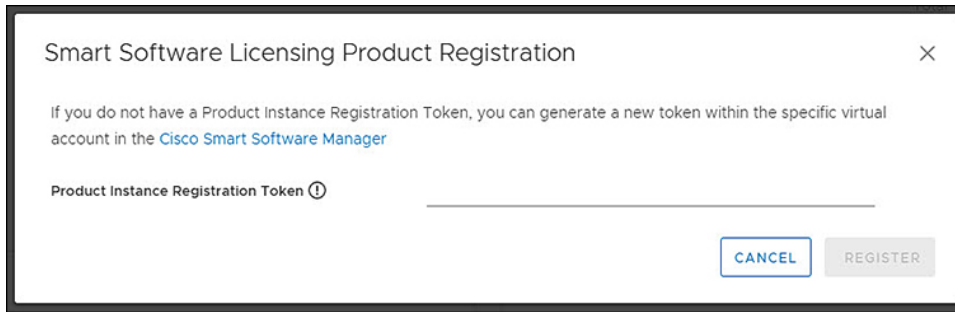 Smart Software Licensing Product Registration
If you do not have a Product Instance Registration Token, you can generate a new token within the specific virtual
account in the Cisco Smart Software Manager
Product Instance Registration Token
CANCEL
REGISTER